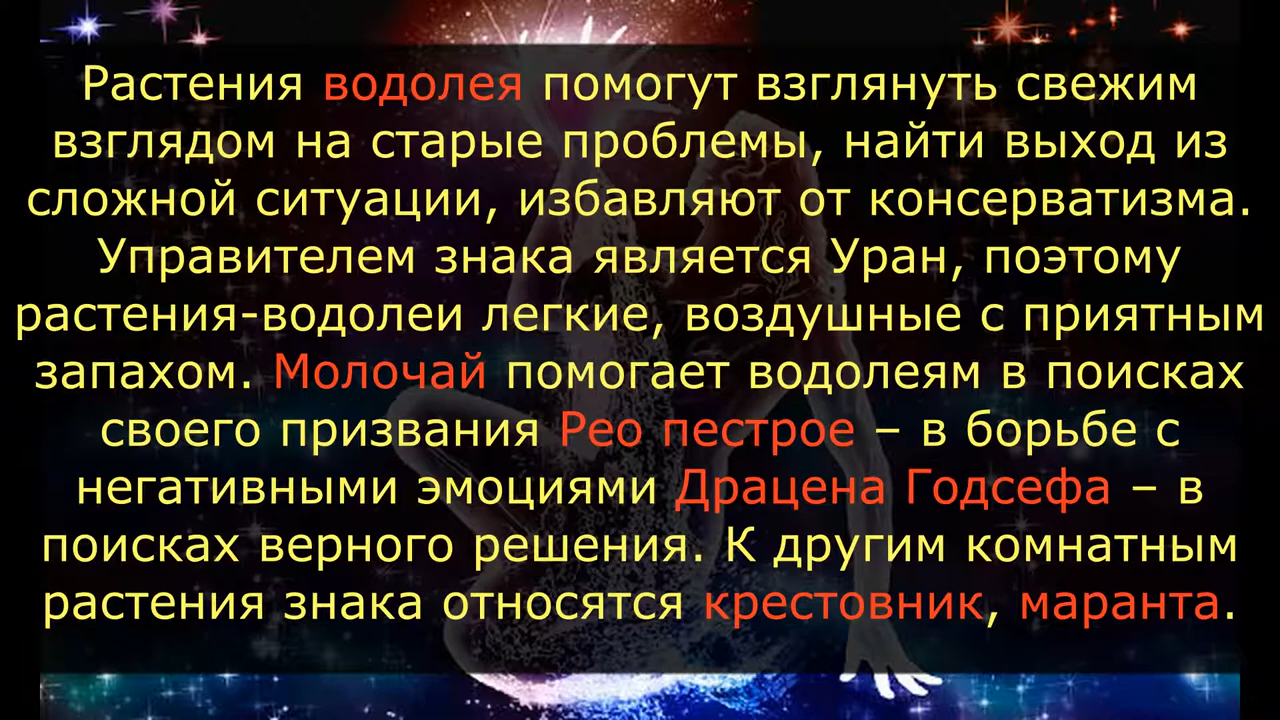 Растения водолея помогут взглянуть свежим
взглядом на старые проблемы, найти выход из
сложной ситуации, избавляют от консерватизма.
Управителем знака является Уран, поэтому
растения-водолеи легкие, воздушные с приятным
запахом. Молочай помогает водолеям в поисках
своего призвания Рео пестрое – в борьбе с
негативными эмоциями Драцена Годсефа – в
поисках верного решения. К другим комнатным
растения знака относятся крестовник, маранта.